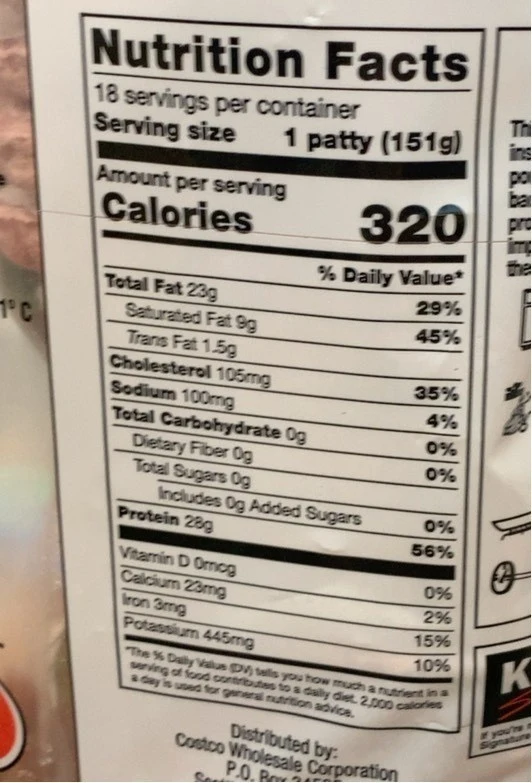 Nutrition Facts
18 servings per container
Serving size 1 patty (151g)
Amount per serving
Calories 320
% Daily Value*
Total Fat 23g 29%
Saturated Fat 9g 45%
Trans Fat 1.5g
Cholesterol 105mg 35%
Sodium 100mg 4%
Total Carbohydrate 0g 0%
Dietary Fiber 0g 0%
Total Sugars 0g
Includes 0g Added Sugars 0%
Protein 28g 56%
Vitamin D 0mcg 0%
Calcium 23mg 2%
Iron 3mg 15%
Potassium 445mg 10%
*The % Daily Value (DV) tells you how much a nutrient in a
serving of food contributes to a daily diet. 2,000 calories
a day is used for general nutrition advice.
Distributed by:
Costco Wholesale Corporation
P.O. Box
1°C
K
If you're
Signature